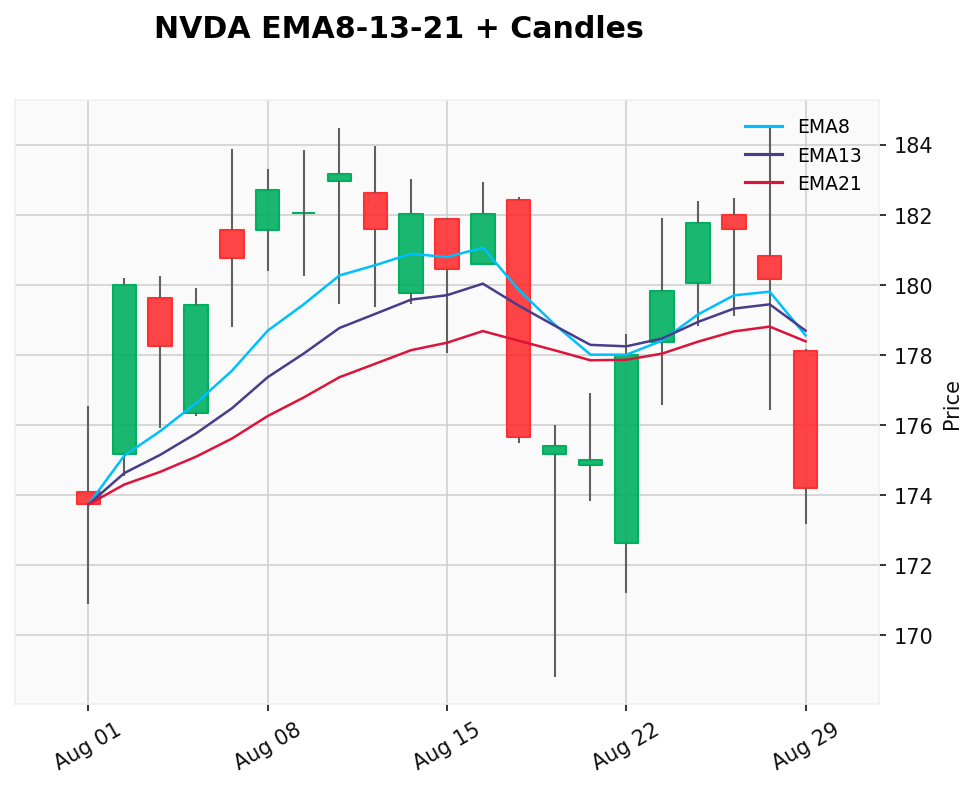 NVDA EMA8-13-21 + Candles
EMA8
EMA13
EMA21
184
182
180
178
176
174
172
170
Price
Aug 01
Aug 08
Aug 15
Aug 22
Aug 29